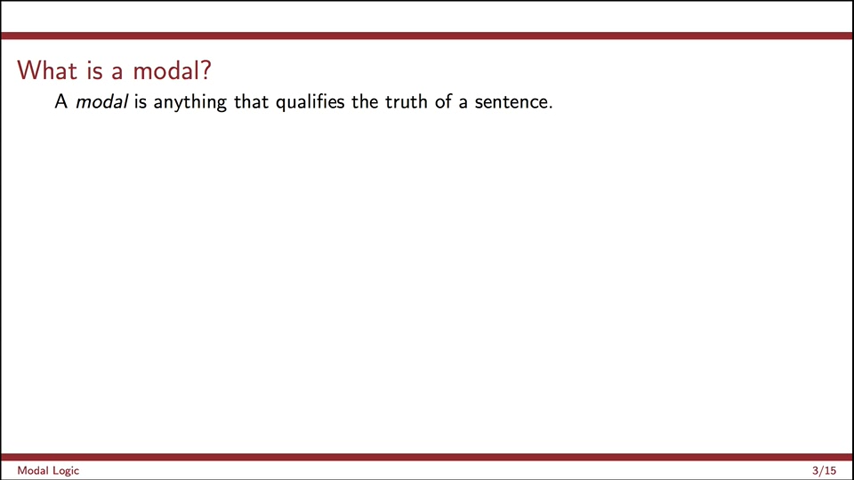 What is a modal?
A modal is anything that qualifies the truth of a sentence.
Modal Logic
3/15